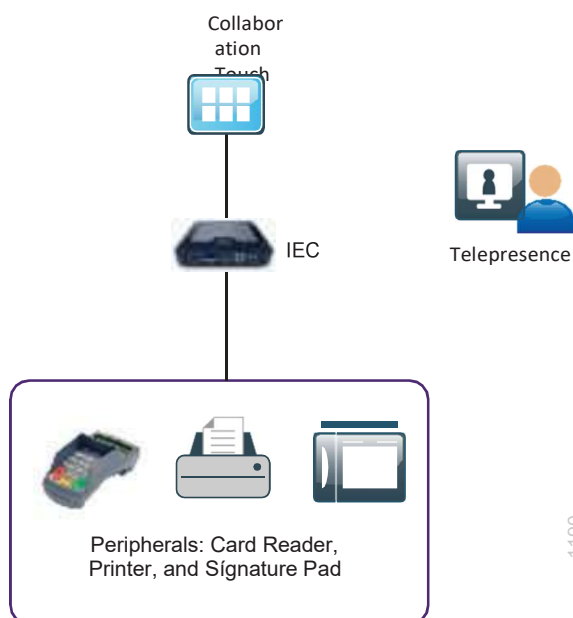 Collabor
ation
Touch
IEC
Telepresence
Peripherals: Card Reader,
Printer, and Sígnature Pad